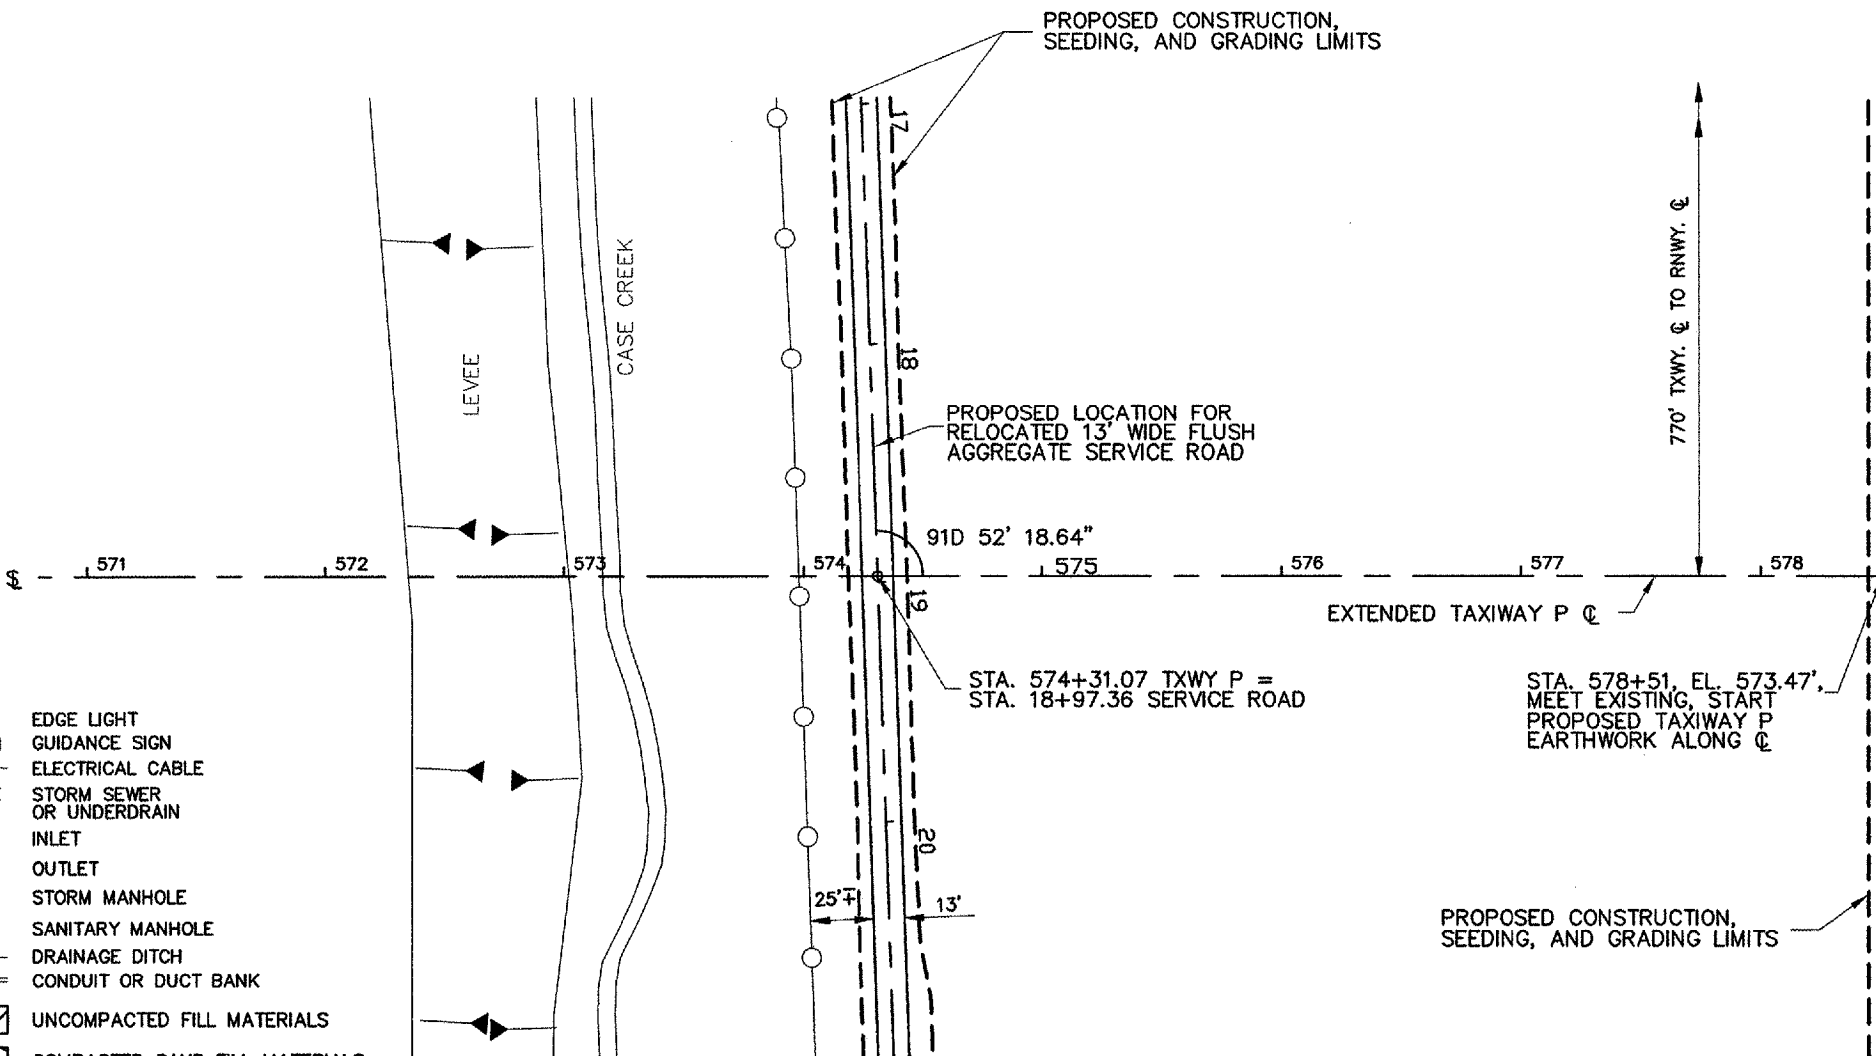 PROPOSED CONSTRUCTION,
SEEDING, AND GRADING LIMITS
17
770' TXWY. ℄ TO RNWY. ℄
CASE CREEK
LEVEE
18
PROPOSED LOCATION FOR
RELOCATED 13' WIDE FLUSH
AGGREGATE SERVICE ROAD
91D 52' 18.64"
571
572
573
574
575
576
577
578
19
EXTENDED TAXIWAY P ℄
STA. 574+31.07 TXWY P =
STA. 18+97.36 SERVICE ROAD
STA. 578+51, EL. 573.47',
MEET EXISTING, START
PROPOSED TAXIWAY P
EARTHWORK ALONG ℄
EDGE LIGHT
GUIDANCE SIGN
ELECTRICAL CABLE
STORM SEWER
OR UNDERDRAIN
INLET
OUTLET
STORM MANHOLE
SANITARY MANHOLE
DRAINAGE DITCH
CONDUIT OR DUCT BANK
UNCOMPACTED FILL MATERIALS
20
25'∓
13'
PROPOSED CONSTRUCTION,
SEEDING, AND GRADING LIMITS